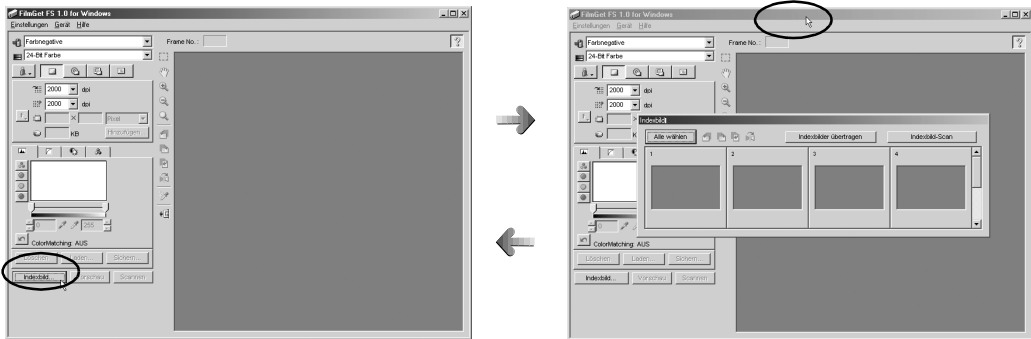 FilmGet FS 1.0 for Windows
Einstellungen Gerät Hilfe
Farbnegative
Frame No.:
24-Bit Farbe
2000 dpi
2000 dpi
Pixel
KB Hinzufügen...
0 255
ColorMatching: AUS
Löschen Laden... Sichern...
Indexbild... Vorschau Scannen
FilmGet FS 1.0 for Windows
Einstellungen Gerät Hilfe
Farbnegative
Frame No.:
24-Bit Farbe
2000 dpi
2000 dpi
Indexbild
Alle wählen Indexbilder übertragen Indexbild-Scan
1 2 3 4
0
ColorMatching: AUS
Löschen Laden... Sichern...
Indexbild... Vorschau Scannen